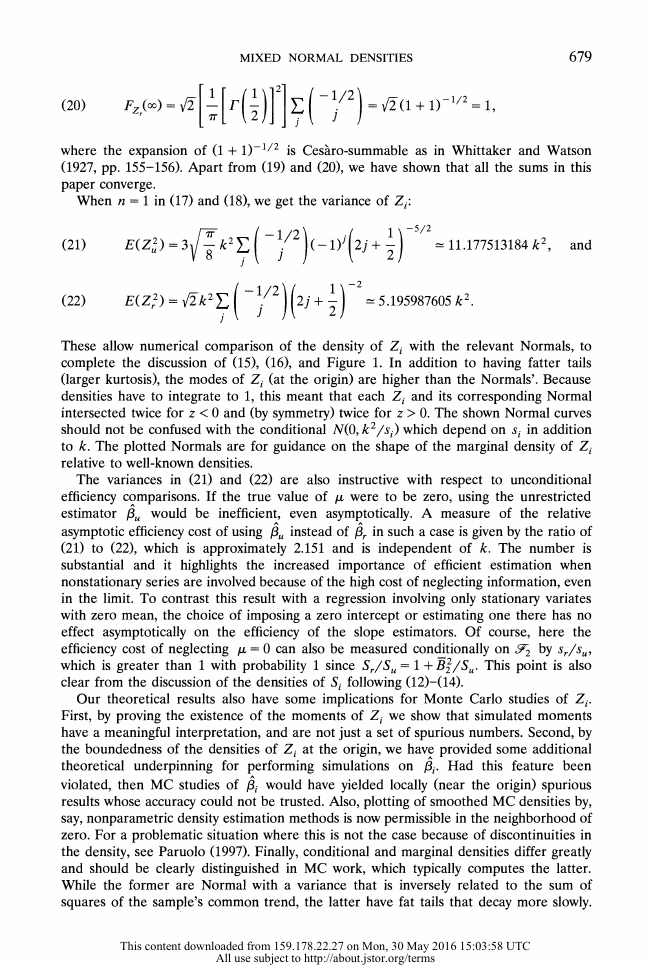 MIXED NORMAL DENSITIES 679
(20) F_{Z_r}(∞) = √2 [ 1/π [ Γ( 1/2 ) ]² ] Σ_j ( −1/2 j ) = √2 (1 + 1)^{−1/2} = 1,
where the expansion of (1 + 1)^{−1/2} is Cesàro-summable as in Whittaker and Watson
(1927, pp. 155–156). Apart from (19) and (20), we have shown that all the sums in this
paper converge.
When n = 1 in (17) and (18), we get the variance of Z_i:
(21) E(Z_u²) = 3√(π/8) k² Σ_j ( −1/2 j ) (−1)^j ( 2j + 1/2 )^{−5/2} ≃ 11.177513184 k², and
(22) E(Z_r²) = √2 k² Σ_j ( −1/2 j ) ( 2j + 1/2 )^{−2} ≃ 5.195987605 k².
These allow numerical comparison of the density of Z_i with the relevant Normals, to
complete the discussion of (15), (16), and Figure 1. In addition to having fatter tails
(larger kurtosis), the modes of Z_i (at the origin) are higher than the Normals'. Because
densities have to integrate to 1, this meant that each Z_i and its corresponding Normal
intersected twice for z < 0 and (by symmetry) twice for z > 0. The shown Normal curves
should not be confused with the conditional N(0, k²/s_i) which depend on s_i in addition
to k. The plotted Normals are for guidance on the shape of the marginal density of Z_i
relative to well-known densities.
The variances in (21) and (22) are also instructive with respect to unconditional
efficiency comparisons. If the true value of μ were to be zero, using the unrestricted
estimator β̂_u would be inefficient, even asymptotically. A measure of the relative
asymptotic efficiency cost of using β̂_u instead of β̂_r in such a case is given by the ratio of
(21) to (22), which is approximately 2.151 and is independent of k. The number is
substantial and it highlights the increased importance of efficient estimation when
nonstationary series are involved because of the high cost of neglecting information, even
in the limit. To contrast this result with a regression involving only stationary variates
with zero mean, the choice of imposing a zero intercept or estimating one there has no
effect asymptotically on the efficiency of the slope estimators. Of course, here the
efficiency cost of neglecting μ = 0 can also be measured conditionally on ℱ₂ by s_r/s_u,
which is greater than 1 with probability 1 since S_r/S_u = 1 + B̄₂²/S_u. This point is also
clear from the discussion of the densities of S_i following (12)–(14).
Our theoretical results also have some implications for Monte Carlo studies of Z_i.
First, by proving the existence of the moments of Z_i we show that simulated moments
have a meaningful interpretation, and are not just a set of spurious numbers. Second, by
the boundedness of the densities of Z_i at the origin, we have provided some additional
theoretical underpinning for performing simulations on β̂_i. Had this feature been
violated, then MC studies of β̂_i would have yielded locally (near the origin) spurious
results whose accuracy could not be trusted. Also, plotting of smoothed MC densities by,
say, nonparametric density estimation methods is now permissible in the neighborhood of
zero. For a problematic situation where this is not the case because of discontinuities in
the density, see Paruolo (1997). Finally, conditional and marginal densities differ greatly
and should be clearly distinguished in MC work, which typically computes the latter.
While the former are Normal with a variance that is inversely related to the sum of
squares of the sample's common trend, the latter have fat tails that decay more slowly.
This content downloaded from 159.178.22.27 on Mon, 30 May 2016 15:03:58 UTC
All use subject to http://about.jstor.org/terms